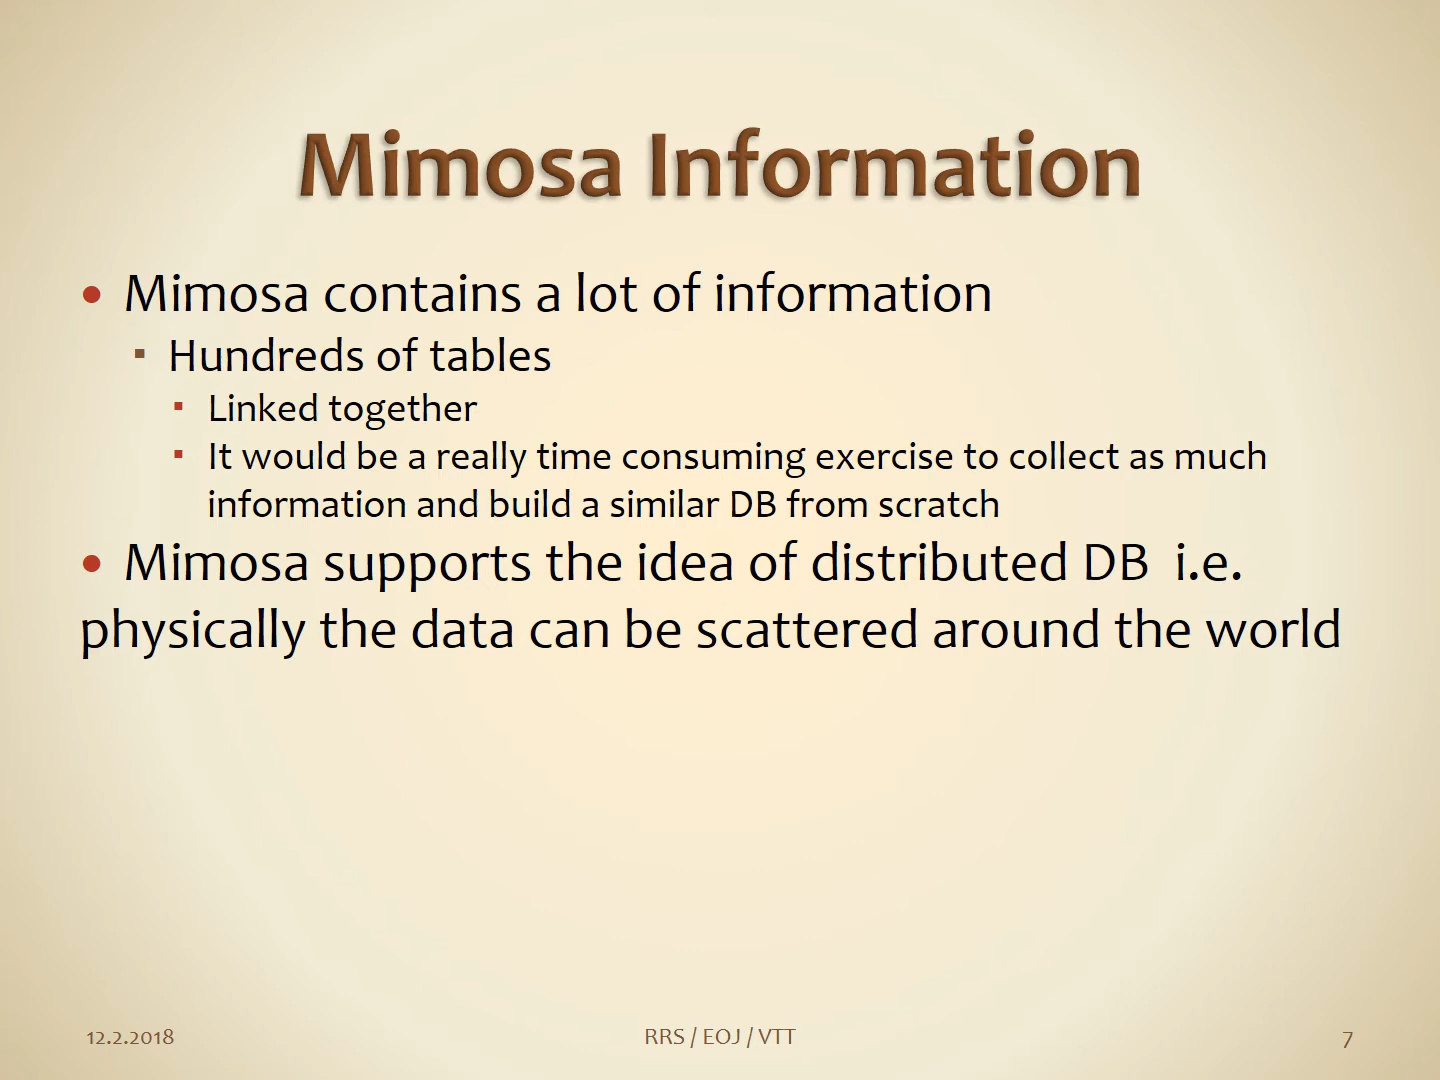 Mimosa Information
• Mimosa contains a lot of information
▪ Hundreds of tables
▪ Linked together
▪ It would be a really time consuming exercise to collect as much
information and build a similar DB from scratch
• Mimosa supports the idea of distributed DB  i.e.
physically the data can be scattered around the world
12.2.2018 RRS / EOJ / VTT 7